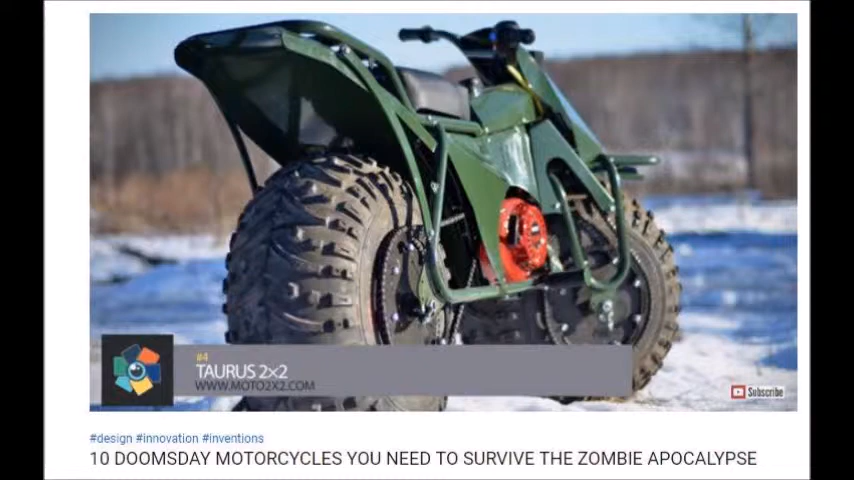 #4
TAURUS 2×2
WWW.MOTO2X2.COM
Subscribe
#design #innovation #inventions
10 DOOMSDAY MOTORCYCLES YOU NEED TO SURVIVE THE ZOMBIE APOCALYPSE